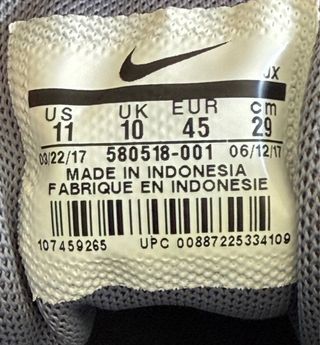 JX
US UK EUR cm
11 10 45 29
03/22/17 580518-001 06/12/17
MADE IN INDONESIA
FABRIQUE EN INDONESIE
107459265 UPC 00887225334109